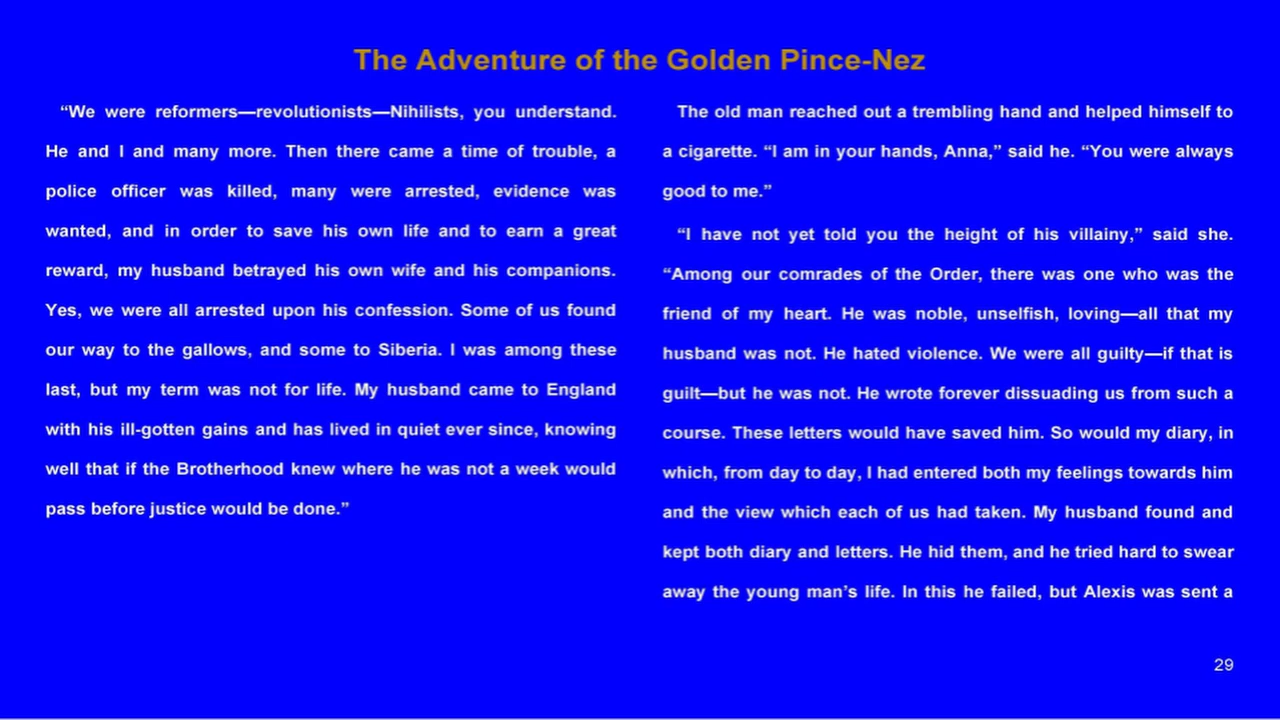 The Adventure of the Golden Pince-Nez
“We were reformers—revolutionists—Nihilists, you understand.
He and I and many more. Then there came a time of trouble, a
police officer was killed, many were arrested, evidence was
wanted, and in order to save his own life and to earn a great
reward, my husband betrayed his own wife and his companions.
Yes, we were all arrested upon his confession. Some of us found
our way to the gallows, and some to Siberia. I was among these
last, but my term was not for life. My husband came to England
with his ill-gotten gains and has lived in quiet ever since, knowing
well that if the Brotherhood knew where he was not a week would
pass before justice would be done.”
The old man reached out a trembling hand and helped himself to
a cigarette. “I am in your hands, Anna,” said he. “You were always
good to me.”
“I have not yet told you the height of his villainy,” said she.
“Among our comrades of the Order, there was one who was the
friend of my heart. He was noble, unselfish, loving—all that my
husband was not. He hated violence. We were all guilty—if that is
guilt—but he was not. He wrote forever dissuading us from such a
course. These letters would have saved him. So would my diary, in
which, from day to day, I had entered both my feelings towards him
and the view which each of us had taken. My husband found and
kept both diary and letters. He hid them, and he tried hard to swear
away the young man’s life. In this he failed, but Alexis was sent a
29